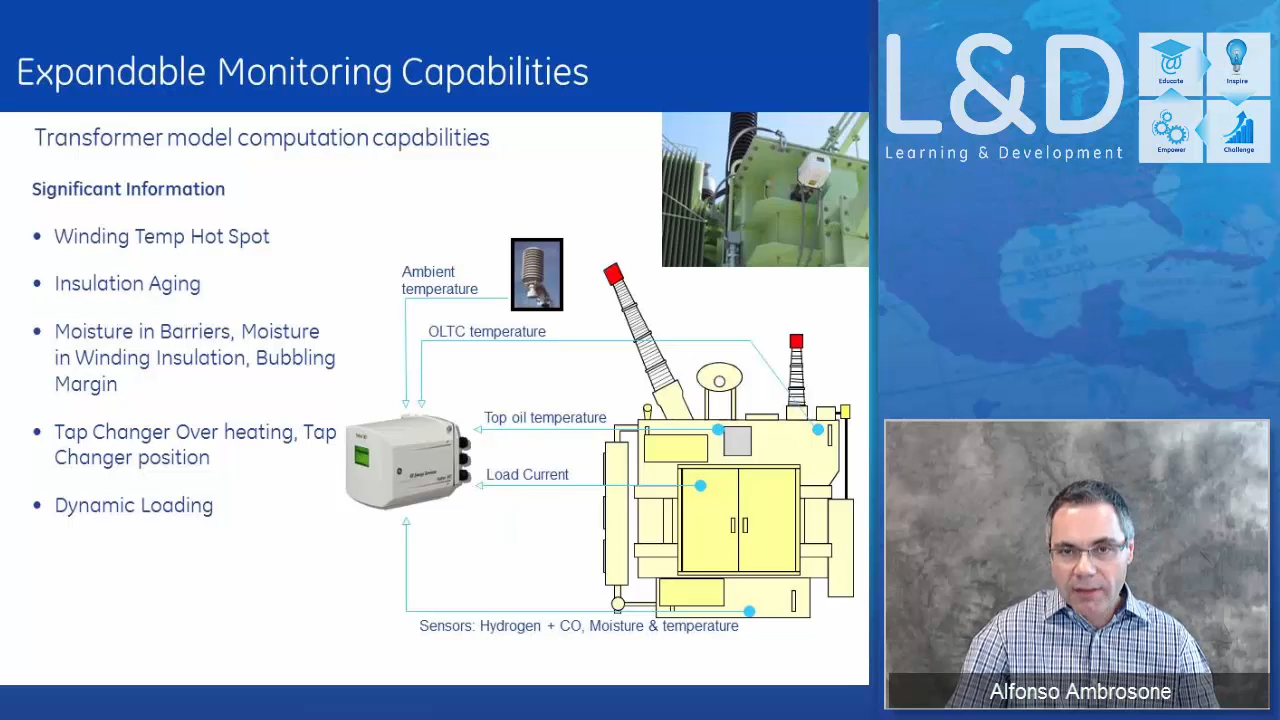 Expandable Monitoring Capabilities
Transformer model computation capabilities
Significant Information
• Winding Temp Hot Spot
• Insulation Aging
• Moisture in Barriers, Moisture
in Winding Insulation, Bubbling
Margin
• Tap Changer Over heating, Tap
Changer position
• Dynamic Loading
Ambient
temperature
OLTC temperature
Top oil temperature
Load Current
Sensors: Hydrogen + CO, Moisture & temperature
L&D
Learning & Development
@
Educate
Inspire
Empower
Challenge
Alfonso Ambrosone